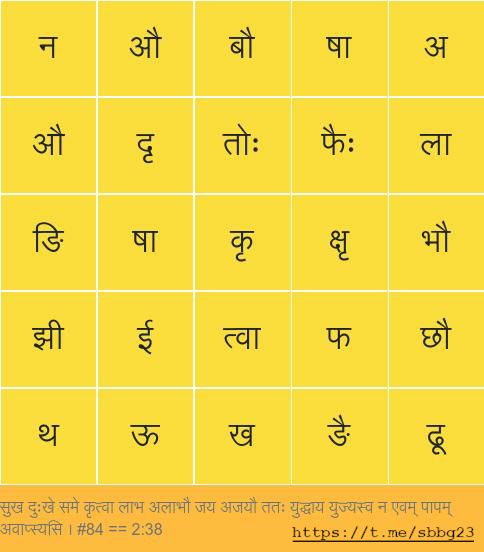 न औ बौ षा अ
औ दृ तोः फैः ला
ङि षा कृ क्षृ भौ
झी ई त्वा फ छौ
थ ऊ ख ङै ढू
सुख दुःखे समे कृत्वा लाभ अलाभौ जय अजयौ ततः युद्धाय युज्यस्व न एवम् पापम्
अवाप्स्यसि । #84 == 2:38 https://t.me/sbbg23